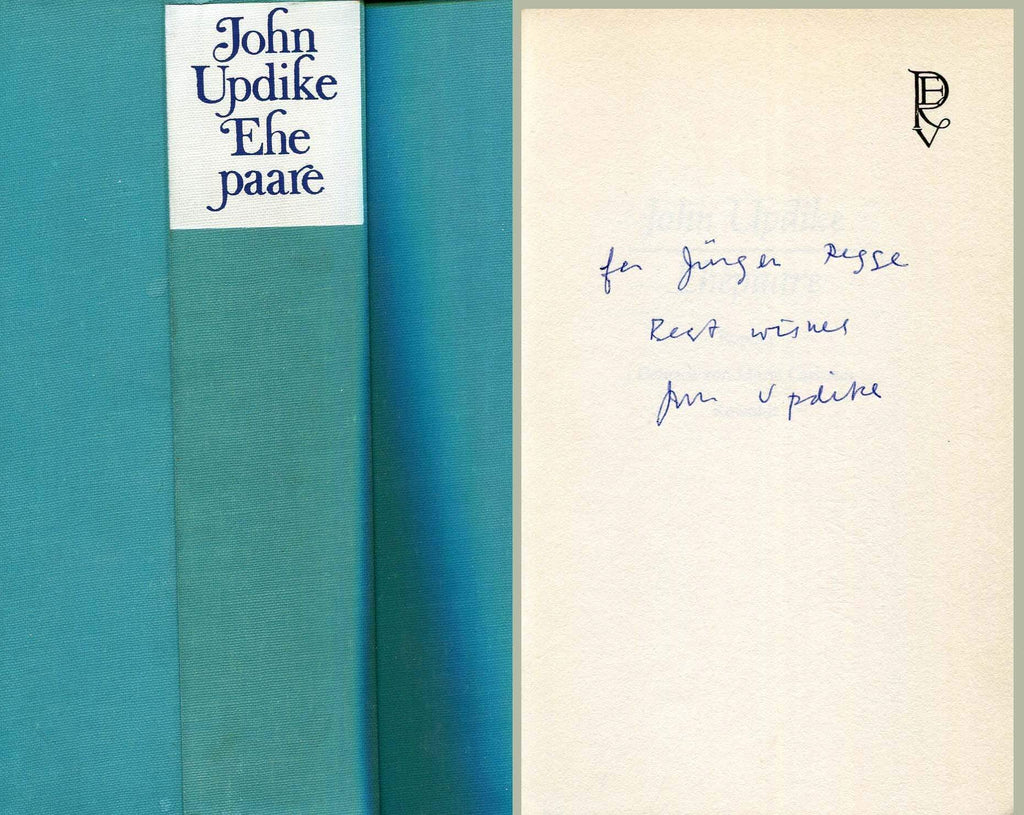 John
Updike
Ehe
paare
for Jürgen Regge
Best wishes
John Updike